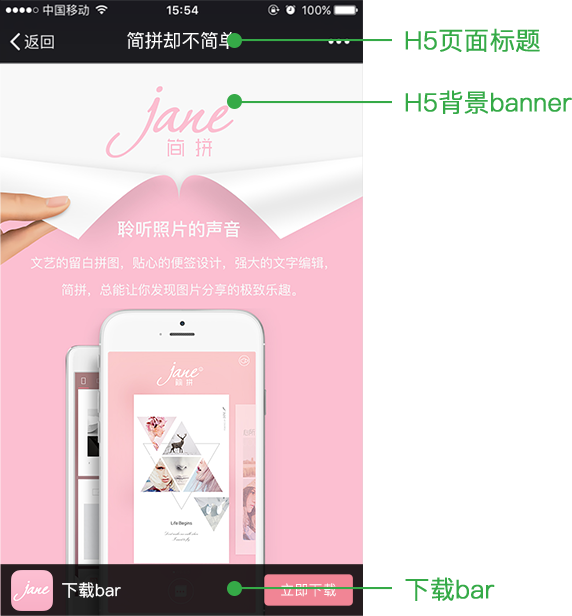 中国移动 15:54 100%
返回 简拼却不简单 H5页面标题
jane H5背景banner
简拼
聆听照片的声音
文艺的留白拼图，贴心的便签设计，强大的文字编辑，
简拼，总能让你发现图片分享的极致乐趣。
jane
简拼
Life Begins
jane 下载bar 立即下载 下载bar